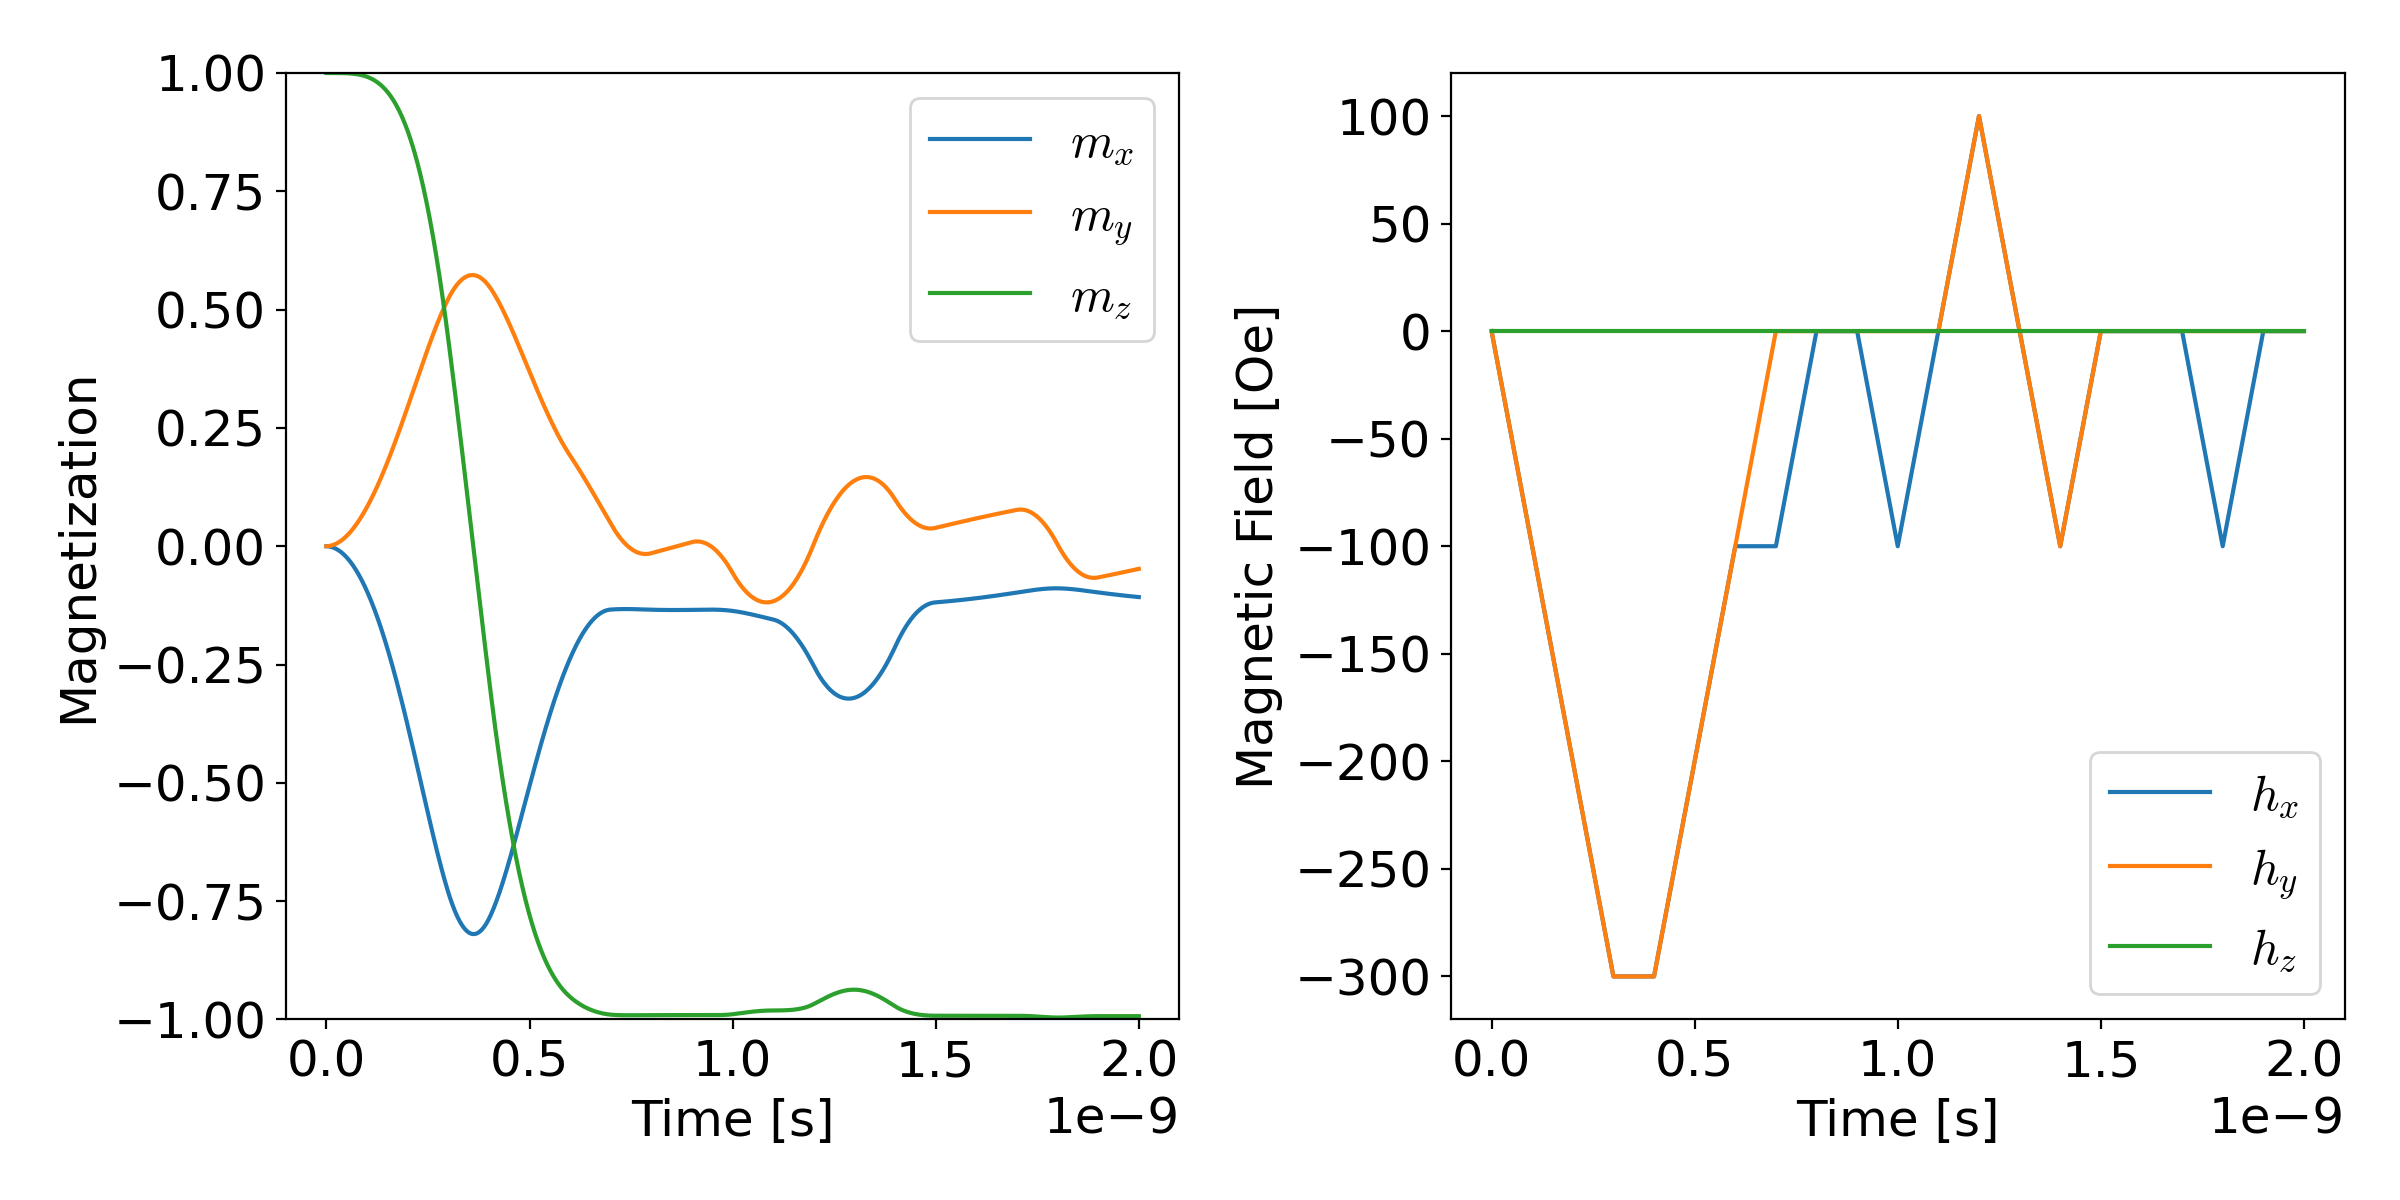 1.00
0.75
0.50
0.25
0.00
−0.25
−0.50
−0.75
−1.00
Magnetization
0.0 0.5 1.0 1.5 2.0
Time [s]
1e−9
m_x
m_y
m_z
100
50
0
−50
−100
−150
−200
−250
−300
Magnetic Field [Oe]
0.0 0.5 1.0 1.5 2.0
Time [s]
1e−9
h_x
h_y
h_z